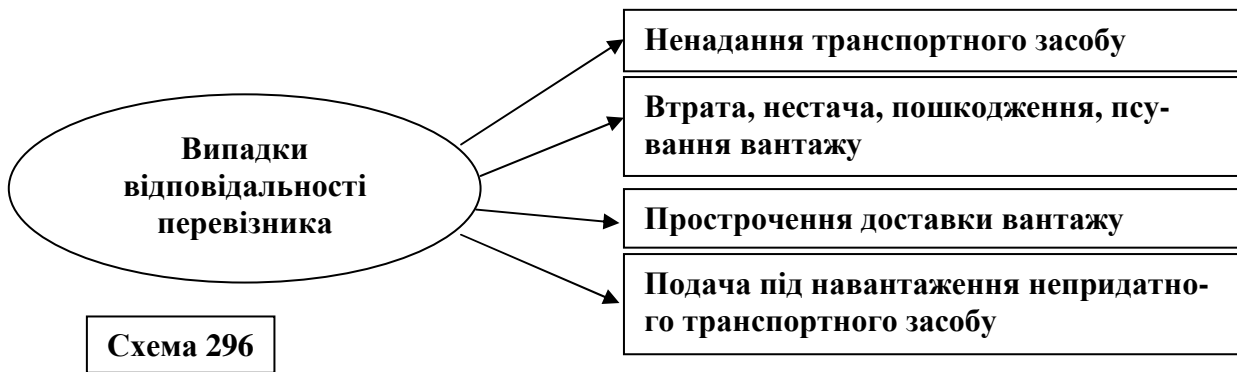 Випадки
відповідальності
перевізника
Ненадання транспортного засобу
Втрата, нестача, пошкодження, псу-
вання вантажу
Прострочення доставки вантажу
Подача під навантаження непридатно-
го транспортного засобу
Схема 296